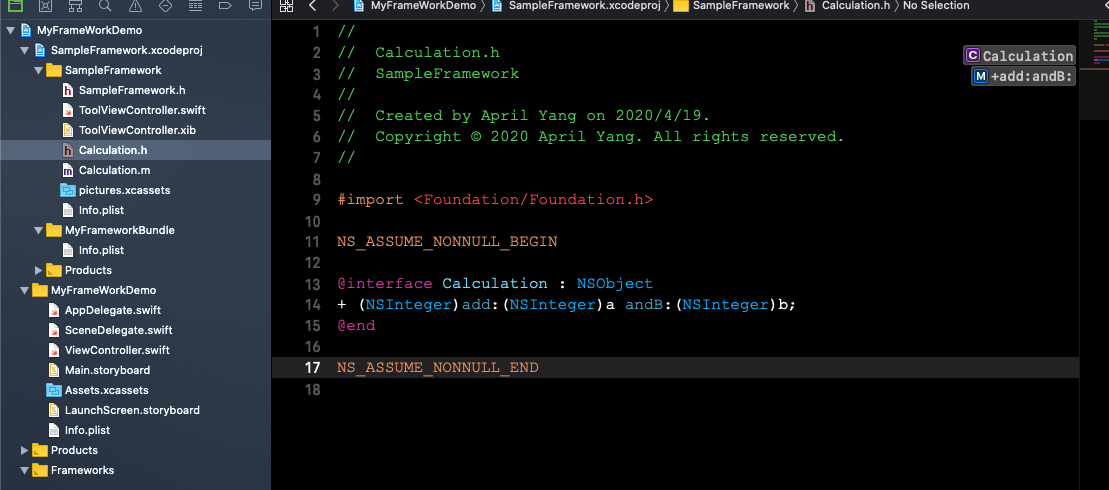 MyFrameWorkDemo
SampleFramework.xcodeproj
SampleFramework
SampleFramework.h
ToolViewController.swift
ToolViewController.xib
Calculation.h
Calculation.m
pictures.xcassets
Info.plist
MyFrameworkBundle
Info.plist
Products
MyFrameWorkDemo
AppDelegate.swift
SceneDelegate.swift
ViewController.swift
Main.storyboard
Assets.xcassets
LaunchScreen.storyboard
Info.plist
Products
Frameworks
MyFrameWorkDemo 〉 SampleFramework.xcodeproj 〉 SampleFramework 〉 h Calculation.h 〉 No Selection
1 //
2 //  Calculation.h
3 //  SampleFramework
4 //
5 //  Created by April Yang on 2020/4/19.
6 //  Copyright © 2020 April Yang. All rights reserved.
7 //
8
9 #import <Foundation/Foundation.h>
10
11 NS_ASSUME_NONNULL_BEGIN
12
13 @interface Calculation : NSObject
14 + (NSInteger)add:(NSInteger)a andB:(NSInteger)b;
15 @end
16
17 NS_ASSUME_NONNULL_END
18
C Calculation
M +add:andB: